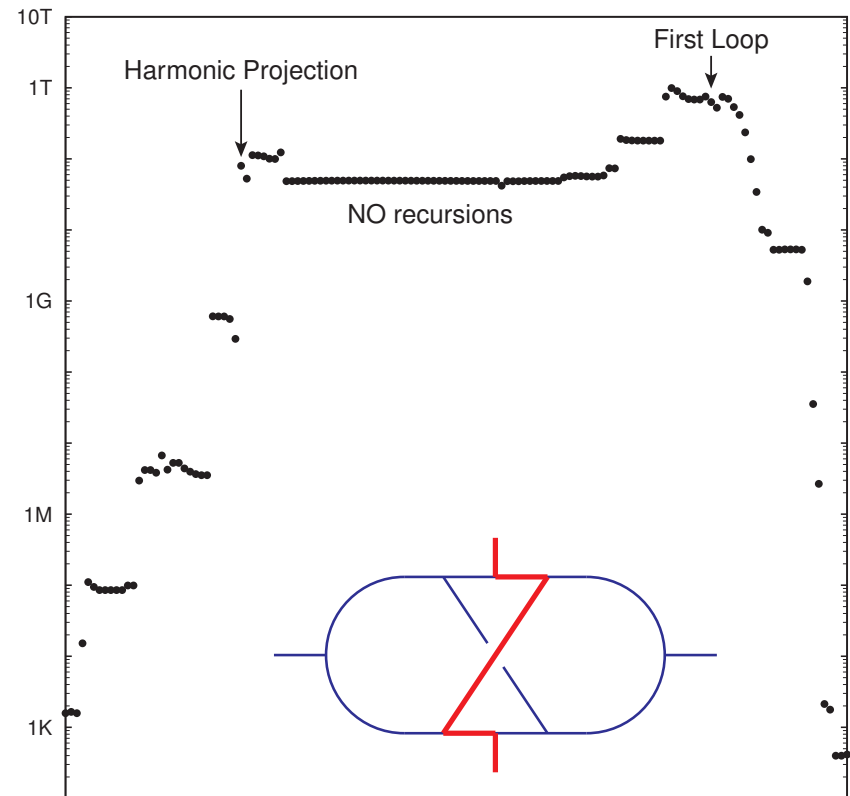 10T
First Loop
Harmonic Projection
1T
NO recursions
1G
1M
1K